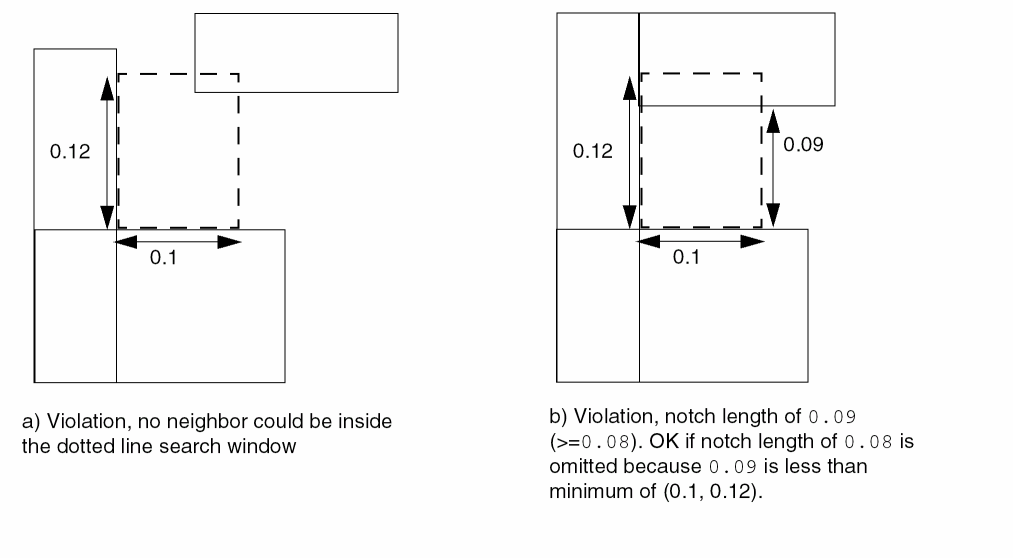 0.12
0.1
a) Violation, no neighbor could be inside
the dotted line search window
0.12
0.09
0.1
b) Violation, notch length of 0.09
(>=0.08). OK if notch length of 0.08 is
omitted because 0.09 is less than
minimum of (0.1, 0.12).